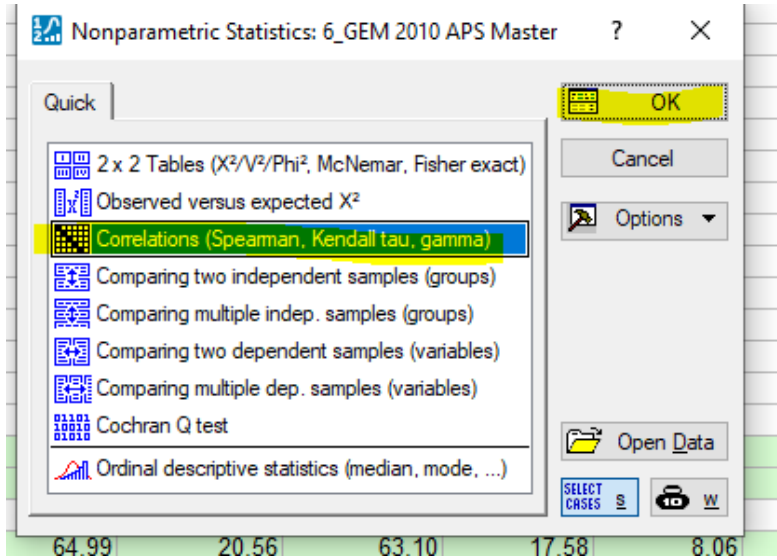 Nonparametric Statistics: 6_GEM 2010 APS Master ? ×
Quick
OK
Cancel
Options
2 x 2 Tables (X²/V²/Phi², McNemar, Fisher exact)
Observed versus expected X²
Correlations (Spearman, Kendall tau, gamma)
Comparing two independent samples (groups)
Comparing multiple indep. samples (groups)
Comparing two dependent samples (variables)
Comparing multiple dep. samples (variables)
Cochran Q test
Ordinal descriptive statistics (median, mode, ...)
Open Data
SELECT CASES S
W
64.99 20.56 63.10 17.58 8.06